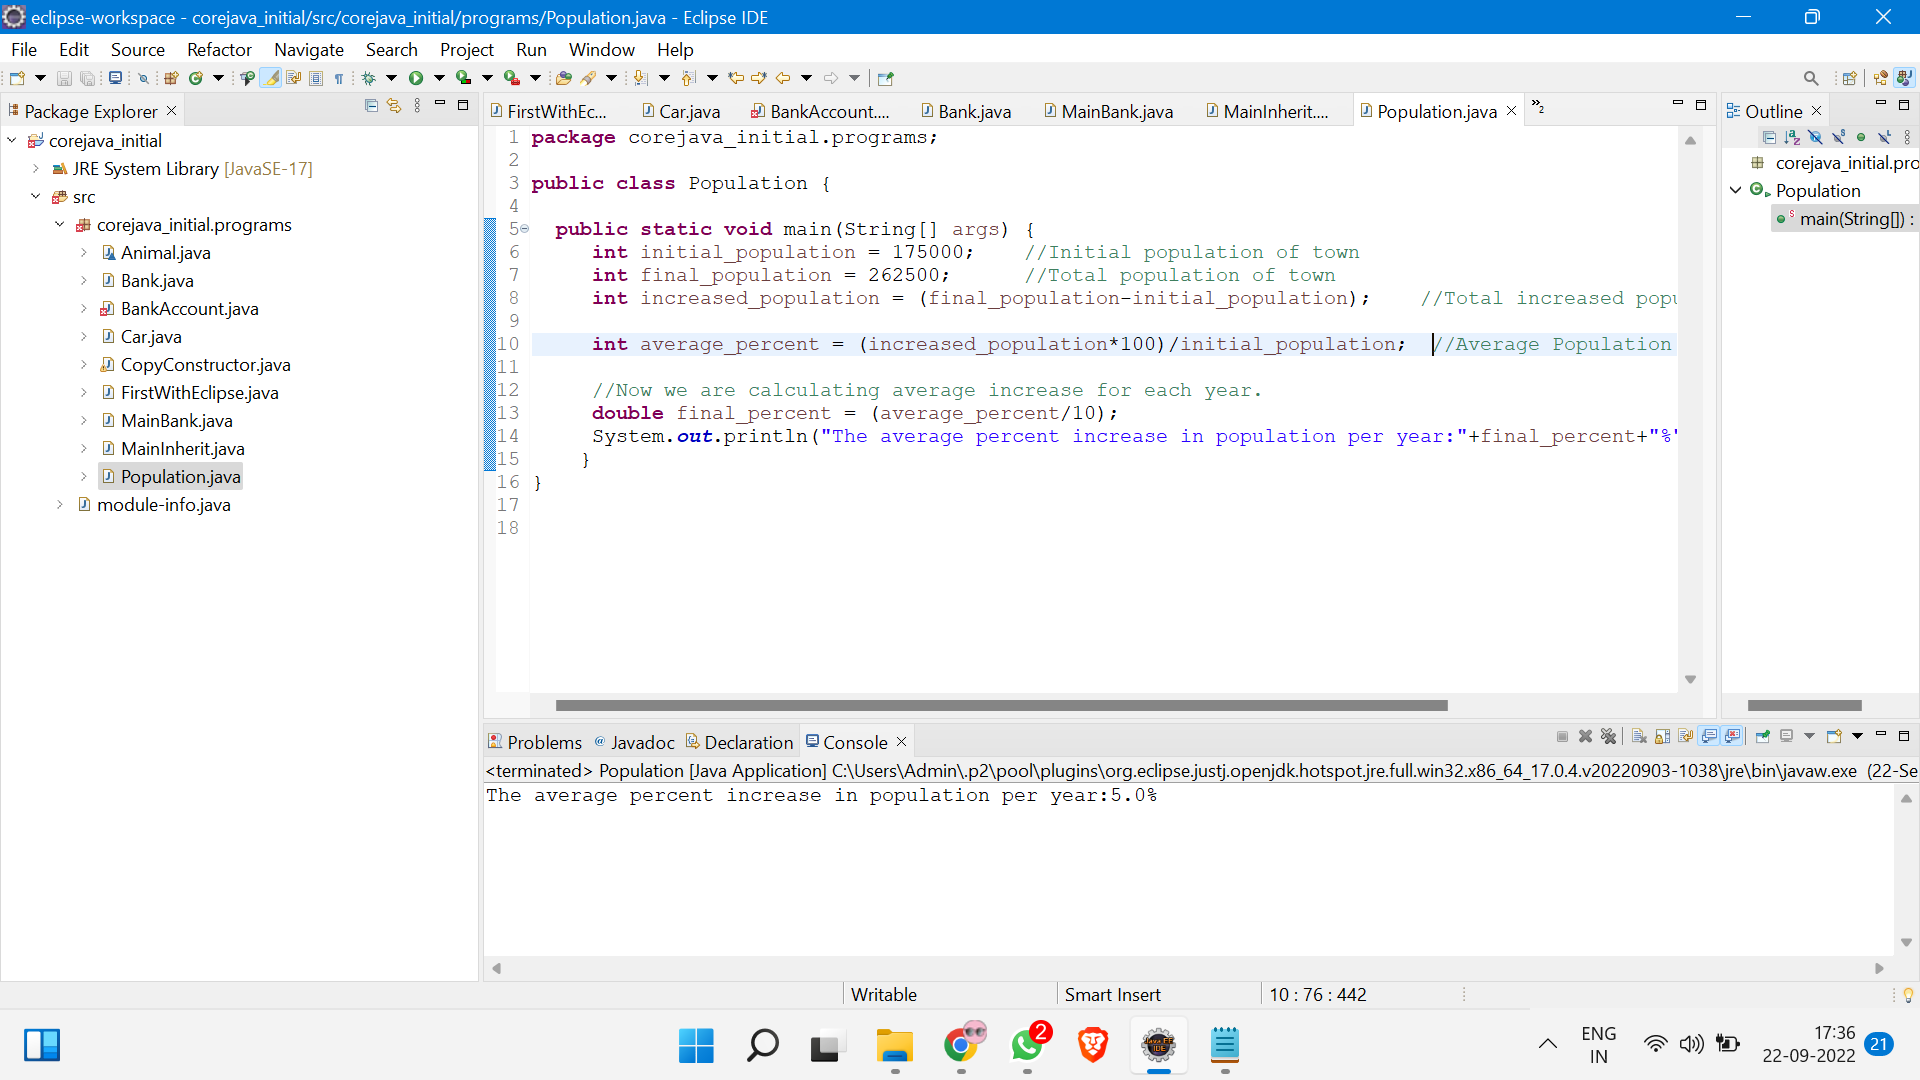 eclipse-workspace - corejava_initial/src/corejava_initial/programs/Population.java - Eclipse IDE
File Edit Source Refactor Navigate Search Project Run Window Help
Package Explorer
corejava_initial
JRE System Library [JavaSE-17]
src
corejava_initial.programs
Animal.java
Bank.java
BankAccount.java
Car.java
CopyConstructor.java
FirstWithEclipse.java
MainBank.java
MainInherit.java
Population.java
module-info.java
FirstWithEc... Car.java BankAccount.... Bank.java MainBank.java MainInherit.... Population.java »2
1 package corejava_initial.programs;
2
3 public class Population {
4
5 public static void main(String[] args) {
6 int initial_population = 175000; //Initial population of town
7 int final_population = 262500; //Total population of town
8 int increased_population = (final_population-initial_population); //Total increased popu
9
10 int average_percent = (increased_population*100)/initial_population; //Average Population
11
12 //Now we are calculating average increase for each year.
13 double final_percent = (average_percent/10);
14 System.out.println("The average percent increase in population per year:"+final_percent+"%"
15 }
16 }
17
18
Outline
corejava_initial.pro
Population
main(String[]) :
Problems Javadoc Declaration Console
<terminated> Population [Java Application] C:\Users\Admin\.p2\pool\plugins\org.eclipse.justj.openjdk.hotspot.jre.full.win32.x86_64_17.0.4.v20220903-1038\jre\bin\javaw.exe (22-Se
The average percent increase in population per year:5.0%
Writable Smart Insert 10 : 76 : 442
2
Java EE
IDE
ENG
IN
17:36
22-09-2022
21